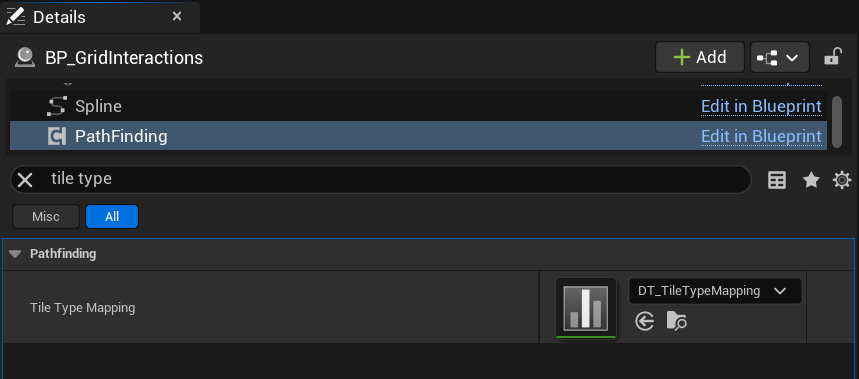 Details
BP_GridInteractions
Add
Spline
Edit in Blueprint
PathFinding
Edit in Blueprint
tile type
Misc
All
Pathfinding
Tile Type Mapping
DT_TileTypeMapping